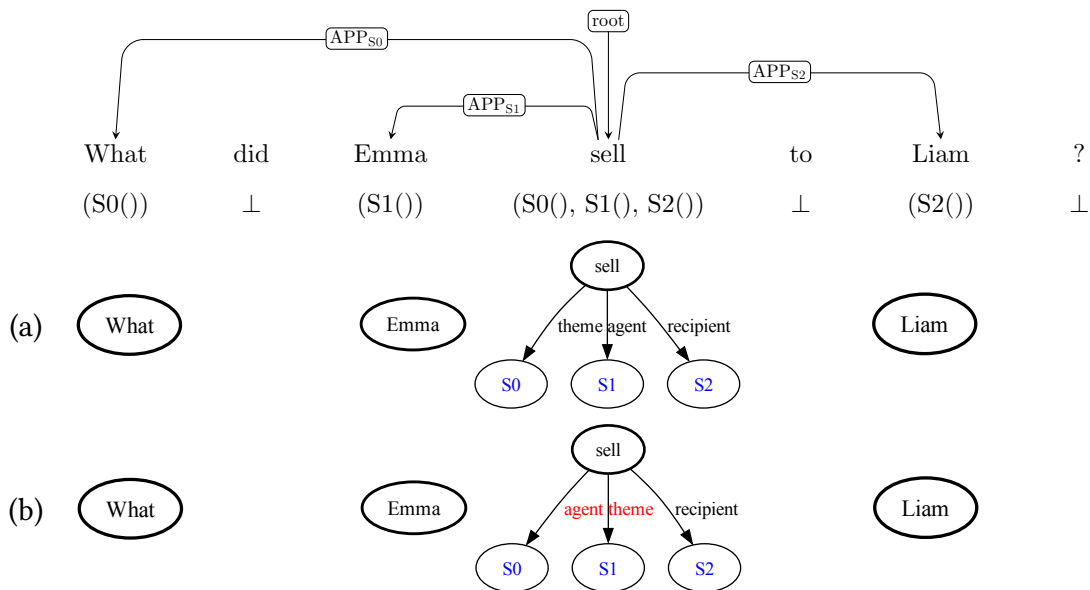 root
APP_S0
APP_S2
APP_S1
What did Emma sell to Liam ?
(S0()) ⊥ (S1()) (S0(), S1(), S2()) ⊥ (S2()) ⊥
sell
(a) What Emma Liam
theme agent recipient
S0 S1 S2
sell
(b) What Emma Liam
agent theme recipient
S0 S1 S2